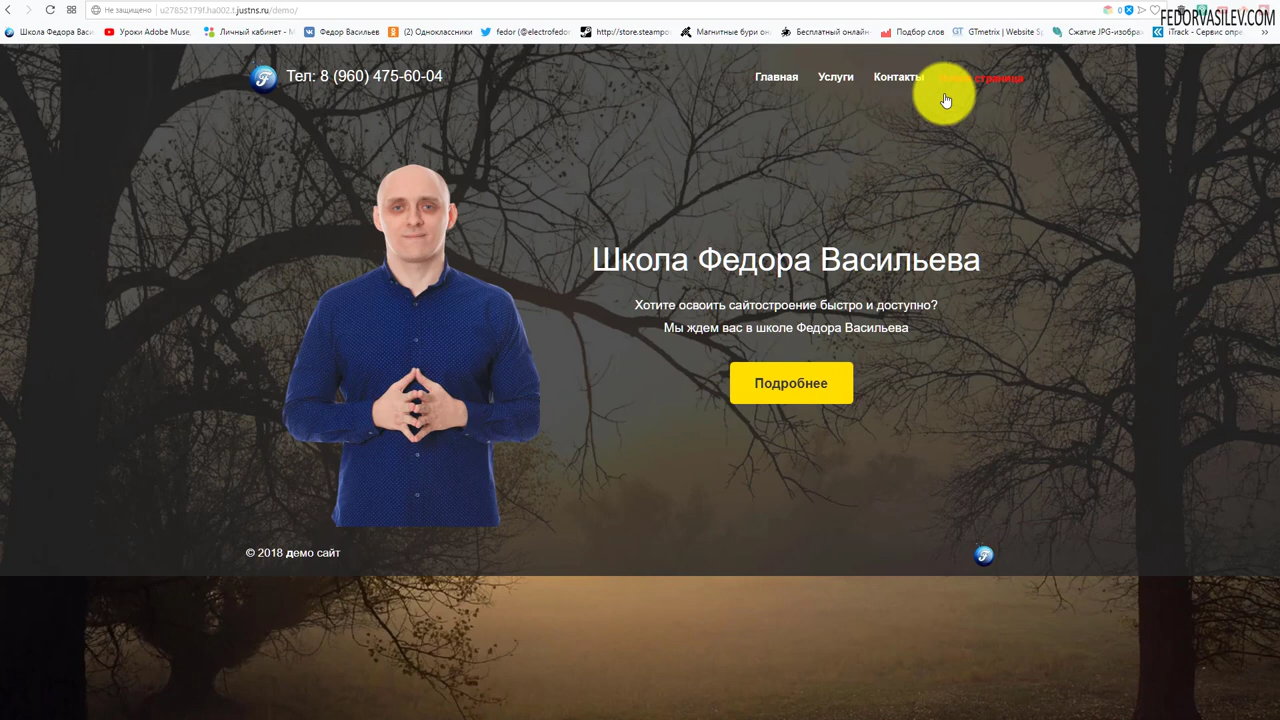 Не защищено u27852179f.ha002.t.justns.ru/demo/
0
FEDORVASILEV.COM
Школа Федора Васи
Уроки Adobe Muse,
Личный кабинет - М
Федор Васильев
(2) Одноклассники
fedor (@electrofedor
http://store.steampo
Магнитные бури он
Бесплатный онлайн
Подбор слов
GT GTmetrix | Website S
Сжатие JPG-изобра
iTrack - Сервис опре
Тел: 8 (960) 475-60-04
Главная Услуги Контакты страница
Школа Федора Васильева
Хотите освоить сайтостроение быстро и доступно?
Мы ждем вас в школе Федора Васильева
Подробнее
© 2018 демо сайт